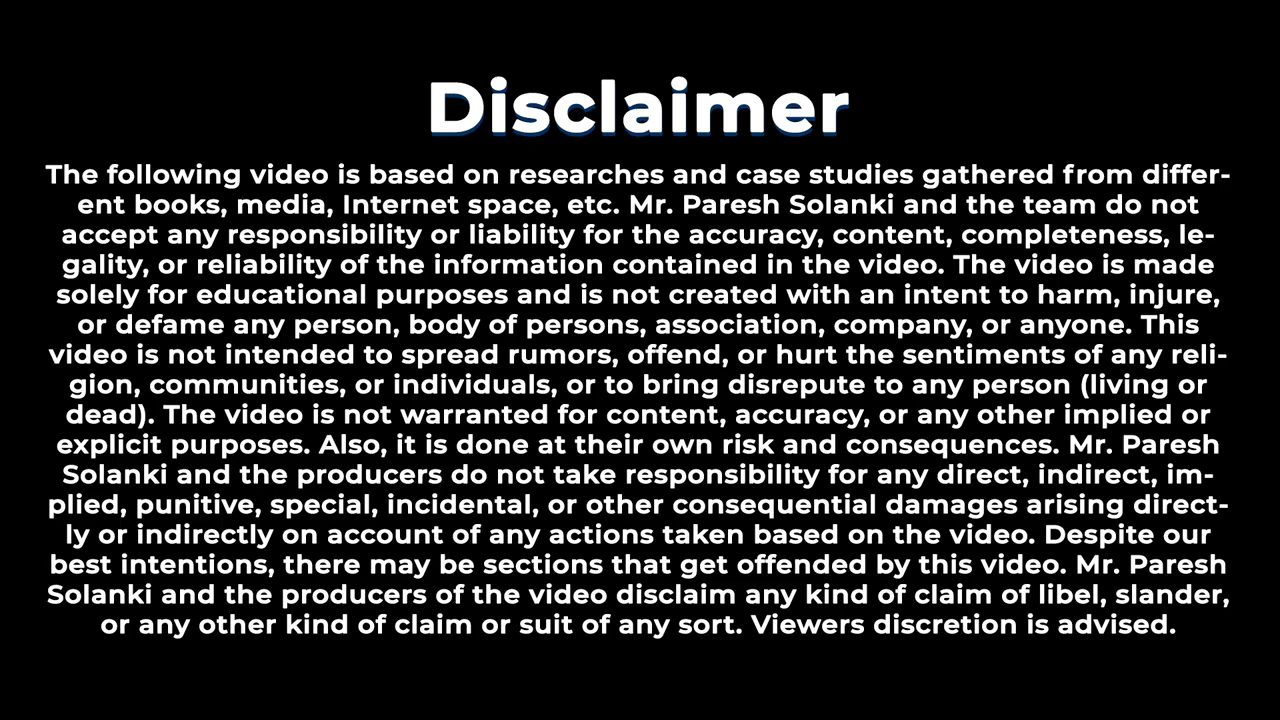 Disclaimer
The following video is based on researches and case studies gathered from differ-
ent books, media, Internet space, etc. Mr. Paresh Solanki and the team do not
accept any responsibility or liability for the accuracy, content, completeness, le-
gality, or reliability of the information contained in the video. The video is made
solely for educational purposes and is not created with an intent to harm, injure,
or defame any person, body of persons, association, company, or anyone. This
video is not intended to spread rumors, offend, or hurt the sentiments of any reli-
gion, communities, or individuals, or to bring disrepute to any person (living or
dead). The video is not warranted for content, accuracy, or any other implied or
explicit purposes. Also, it is done at their own risk and consequences. Mr. Paresh
Solanki and the producers do not take responsibility for any direct, indirect, im-
plied, punitive, special, incidental, or other consequential damages arising direct-
ly or indirectly on account of any actions taken based on the video. Despite our
best intentions, there may be sections that get offended by this video. Mr. Paresh
Solanki and the producers of the video disclaim any kind of claim of libel, slander,
or any other kind of claim or suit of any sort. Viewers discretion is advised.